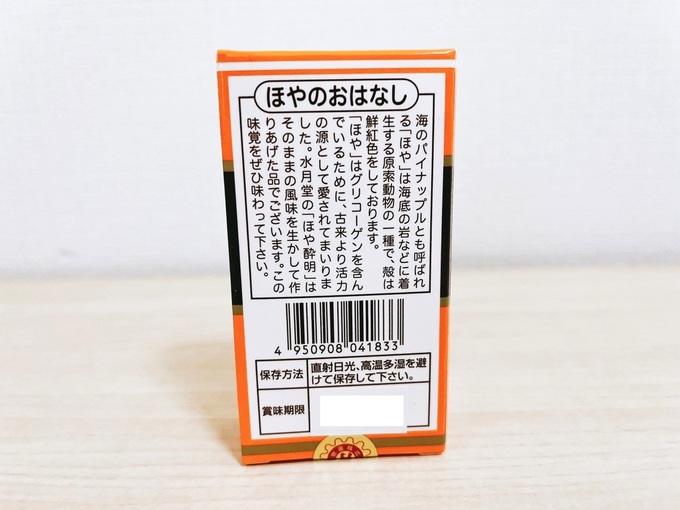 ほやのおはなし
海のパイナップルとも呼ばれ
る「ほや」は海底の岩などに着
生する原索動物の一種で、殻は
鮮紅色をしております。
「ほや」はグリコーゲンを含ん
でいるために、古来より活力
の源として愛されてまいりま
した。水月堂の「ほや酔明」は
そのままの風味を生かして作
りあげた品でございます。この
味覚をぜひ味わって下さい。
4 950908 041833
保存方法
直射日光、高温多湿を避
けて保存して下さい。
賞味期限